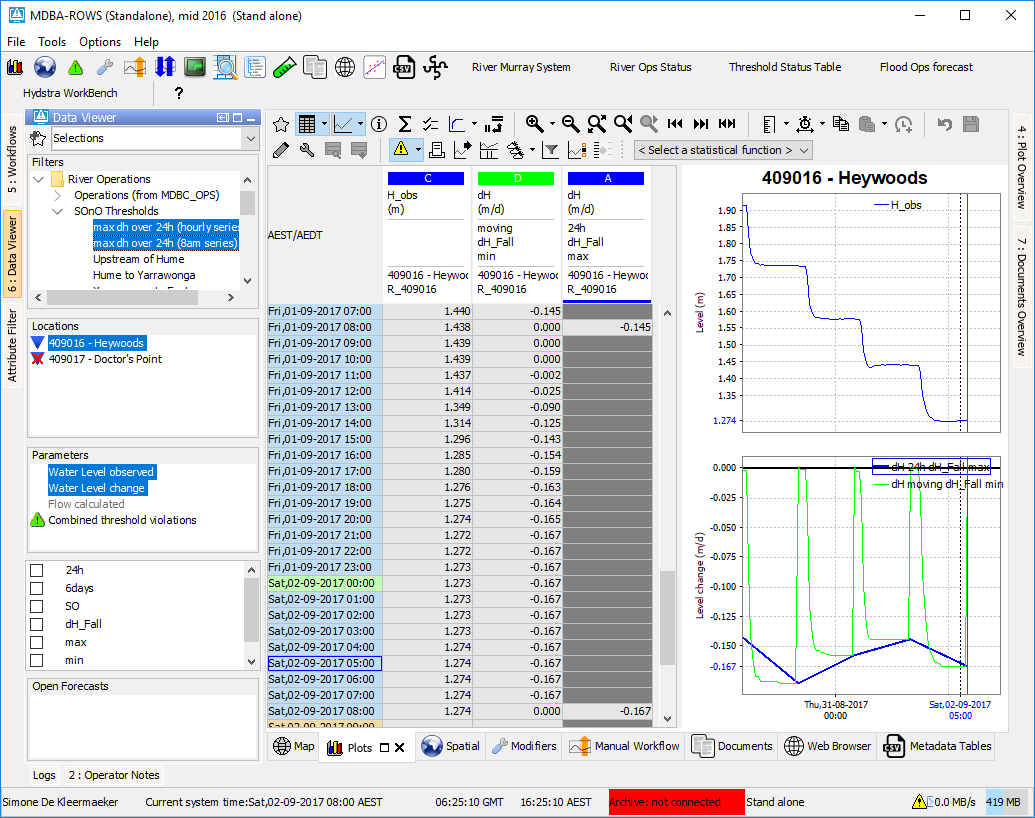 MDBA-ROWS (Standalone), mid 2016 (Stand alone)
File Tools Options Help
River Murray System River Ops Status Threshold Status Table Flood Ops forecast
Hydstra WorkBench ?
5 : Workflows
6 : Data Viewer
Attribute Filter
Data Viewer
Selections
Filters
River Operations
Operations (from MDBC_OPS)
SOnO Thresholds
max dh over 24h (hourly serie
max dh over 24h (8am series)
Upstream of Hume
Hume to Yarrawonga
Locations
409016 - Heywoods
409017 - Doctor's Point
Parameters
Water Level observed
Water Level change
Flow calculated
Combined threshold violations
24h
6days
SO
dH_Fall
max
min
Open Forecasts
Logs 2 : Operator Notes
< Select a statistical function >
AEST/AEDT
C D A
H_obs dH dH
(m) (m/d) (m/d)
moving 24h
dH_Fall dH_Fall
min max
409016 - Heywoo 409016 - Heywoo 409016 - Heywoo
R_409016 R_409016 R_409016
Fri,01-09-2017 07:00 1.440 -0.145
Fri,01-09-2017 08:00 1.438 0.000 -0.145
Fri,01-09-2017 09:00 1.439 0.000
Fri,01-09-2017 10:00 1.439 0.000
Fri,01-09-2017 11:00 1.437 -0.002
Fri,01-09-2017 12:00 1.414 -0.025
Fri,01-09-2017 13:00 1.349 -0.090
Fri,01-09-2017 14:00 1.314 -0.125
Fri,01-09-2017 15:00 1.296 -0.143
Fri,01-09-2017 16:00 1.285 -0.154
Fri,01-09-2017 17:00 1.280 -0.159
Fri,01-09-2017 18:00 1.276 -0.163
Fri,01-09-2017 19:00 1.275 -0.164
Fri,01-09-2017 20:00 1.274 -0.165
Fri,01-09-2017 21:00 1.272 -0.167
Fri,01-09-2017 22:00 1.272 -0.167
Fri,01-09-2017 23:00 1.273 -0.167
Sat,02-09-2017 00:00 1.273 -0.167
Sat,02-09-2017 01:00 1.273 -0.167
Sat,02-09-2017 02:00 1.273 -0.167
Sat,02-09-2017 03:00 1.273 -0.167
Sat,02-09-2017 04:00 1.274 -0.167
Sat,02-09-2017 05:00 1.274 -0.167
Sat,02-09-2017 06:00 1.274 -0.167
Sat,02-09-2017 07:00 1.274 -0.167
Sat,02-09-2017 08:00 1.274 0.000 -0.167
409016 - Heywoods
H_obs
Level (m)
1.90
1.85
1.80
1.75
1.70
1.65
1.60
1.55
1.50
1.45
1.40
1.35
1.274
dH 24h dH_Fall max
dH moving dH_Fall min
Level change (m/d)
0.000
-0.025
-0.050
-0.075
-0.100
-0.125
-0.150
-0.167
Thu,31-08-2017 Sat,02-09-2017
00:00 05:00
4 : Plot Overview
7 : Documents Overview
Map Plots Spatial Modifiers Manual Workflow Documents Web Browser Metadata Tables
Simone De Kleermaeker Current system time:Sat,02-09-2017 08:00 AEST 06:25:10 GMT 16:25:10 AEST Archive: not connected Stand alone 0.0 MB/s 419 MB